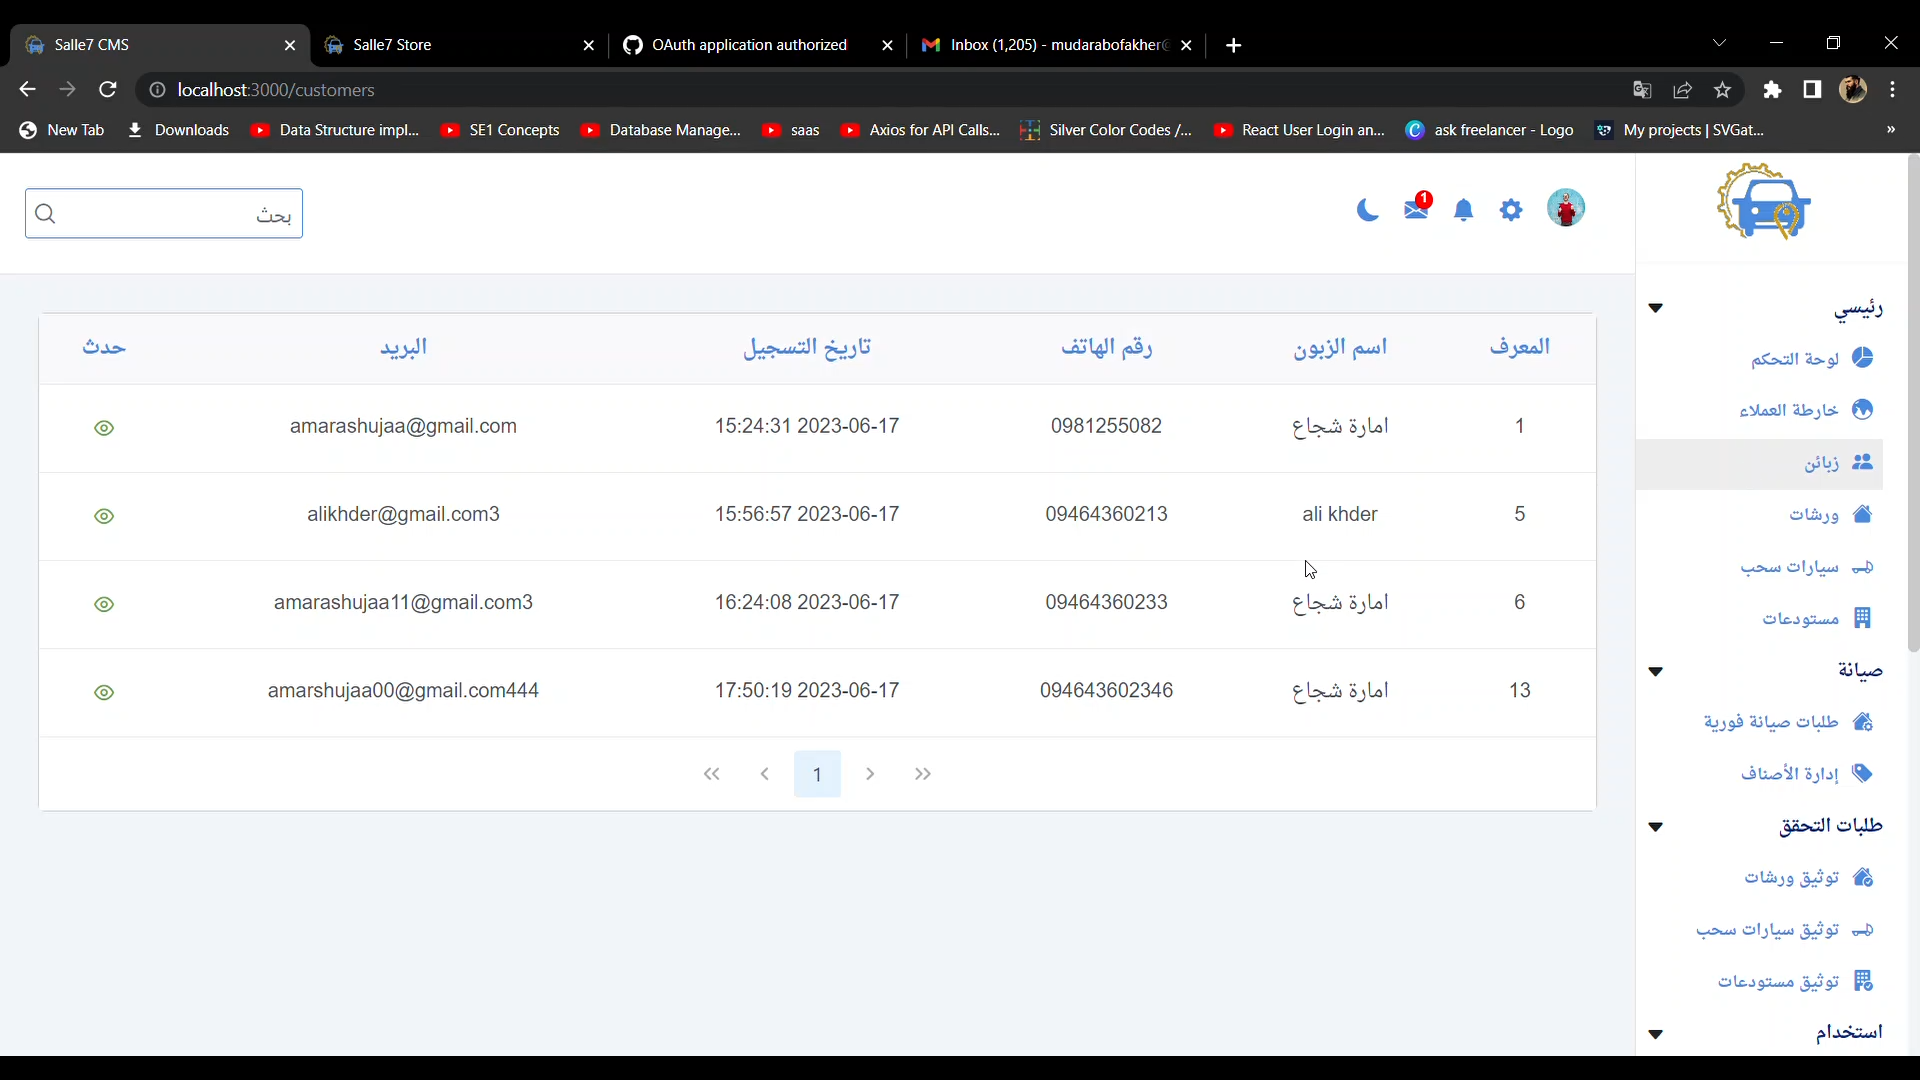 Salle7 CMS
Salle7 Store
OAuth application authorized
Inbox (1,205) - mudarabofakher@
localhost:3000/customers
New Tab
Downloads
Data Structure impl...
SE1 Concepts
Database Manage...
saas
Axios for API Calls...
Silver Color Codes /...
React User Login an...
ask freelancer - Logo
My projects | SVGat...
»
بحث
1
المعرف اسم الزبون رقم الهاتف تاريخ التسجيل البريد حدث
1 امارة شجاع 0981255082 15:24:31 2023-06-17 amarashujaa@gmail.com
5 ali khder 09464360213 15:56:57 2023-06-17 alikhder@gmail.com3
6 امارة شجاع 09464360233 16:24:08 2023-06-17 amarashujaa11@gmail.com3
13 امارة شجاع 094643602346 17:50:19 2023-06-17 amarshujaa00@gmail.com444
1
رئيسي
لوحة التحكم
خارطة العملاء
زبائن
ورشات
سيارات سحب
مستودعات
صيانة
طلبات صيانة فورية
إدارة الأصناف
طلبات التحقق
توثيق ورشات
توثيق سيارات سحب
توثيق مستودعات
استخدام